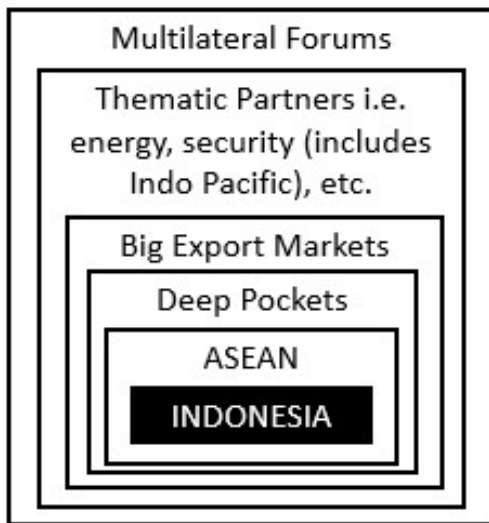 Multilateral Forums
Thematic Partners i.e.
energy, security (includes
Indo Pacific), etc.
Big Export Markets
Deep Pockets
ASEAN
INDONESIA